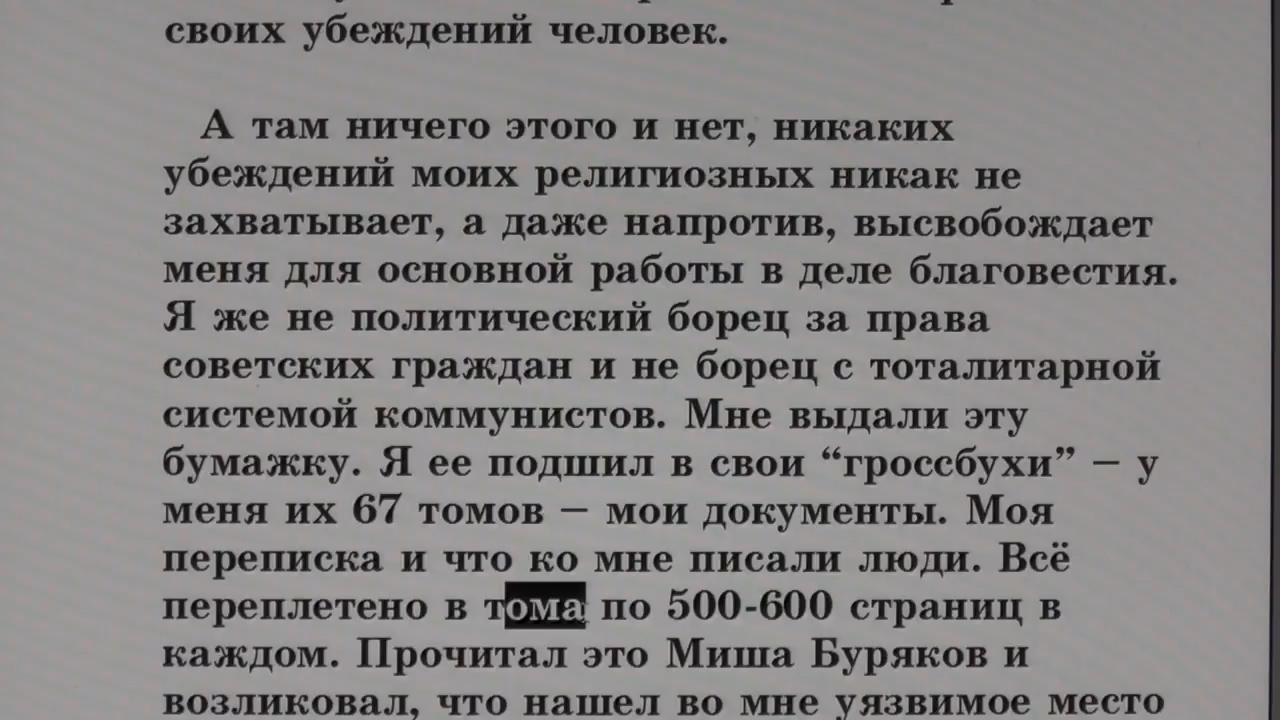 своих убеждений человек.
А там ничего этого и нет, никаких
убеждений моих религиозных никак не
захватывает, а даже напротив, высвобождает
меня для основной работы в деле благовестия.
Я же не политический борец за права
советских граждан и не борец с тоталитарной
системой коммунистов. Мне выдали эту
бумажку. Я ее подшил в свои “гроссбухи” – у
меня их 67 томов – мои документы. Моя
переписка и что ко мне писали люди. Всё
переплетено в тома по 500-600 страниц в
каждом. Прочитал это Миша Буряков и
возликовал, что нашел во мне уязвимое место